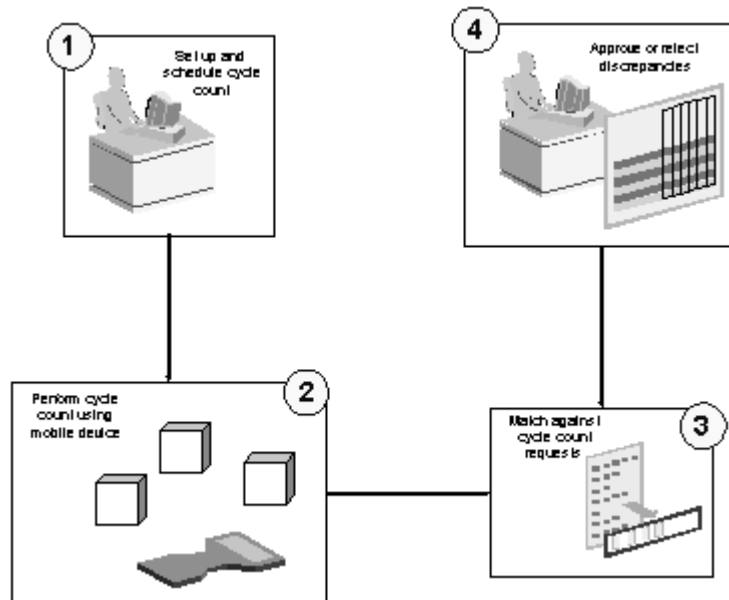 1
Set up and
schedule cycle
count
2
Perform cycle
count using
mobile device
3
Match against
cycle count
requests
4
Approve or reject
discrepancies